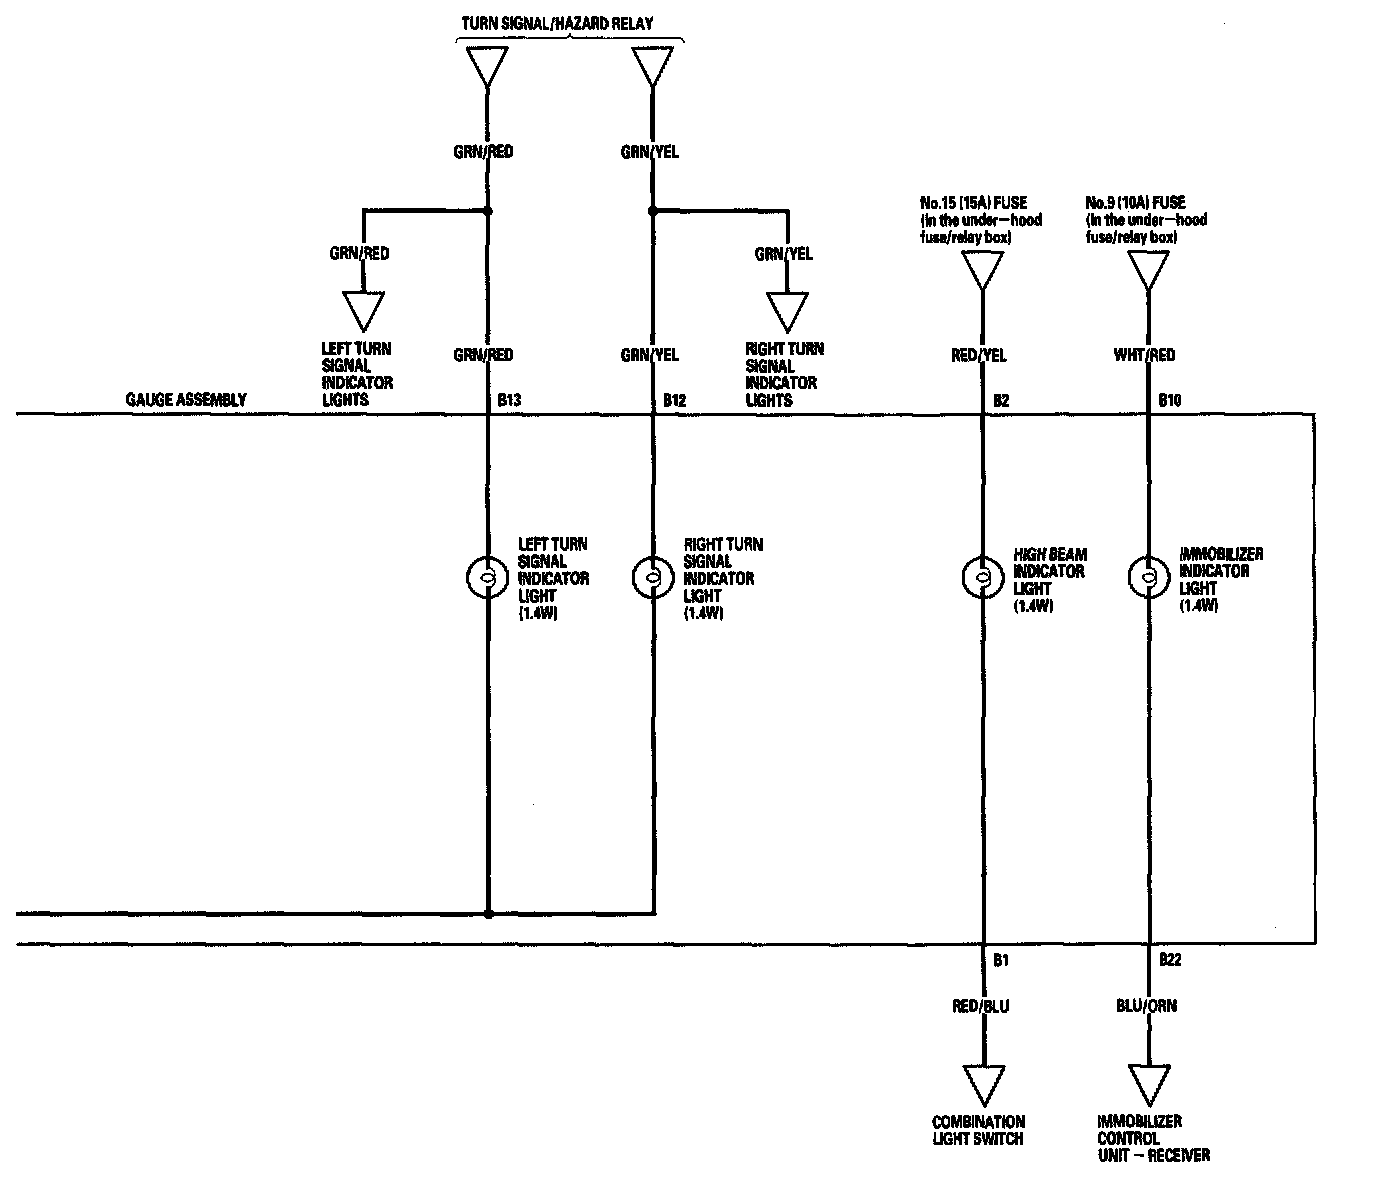 TURN SIGNAL/HAZARD RELAY
GRN/RED
GRN/YEL
No.15 (15A) FUSE
(In the under-hood
fuse/relay box)
No.9 (10A) FUSE
(In the under-hood
fuse/relay box)
GRN/RED
GRN/YEL
LEFT TURN
SIGNAL
INDICATOR
LIGHTS
GRN/RED
GRN/YEL
RIGHT TURN
SIGNAL
INDICATOR
LIGHTS
RED/YEL
WHT/RED
GAUGE ASSEMBLY
B13
B12
B2
B10
LEFT TURN
SIGNAL
INDICATOR
LIGHT
(1.4W)
RIGHT TURN
SIGNAL
INDICATOR
LIGHT
(1.4W)
HIGH BEAM
INDICATOR
LIGHT
(1.4W)
IMMOBILIZER
INDICATOR
LIGHT
(1.4W)
B1
B22
RED/BLU
BLU/ORN
COMBINATION
LIGHT SWITCH
IMMOBILIZER
CONTROL
UNIT - RECEIVER